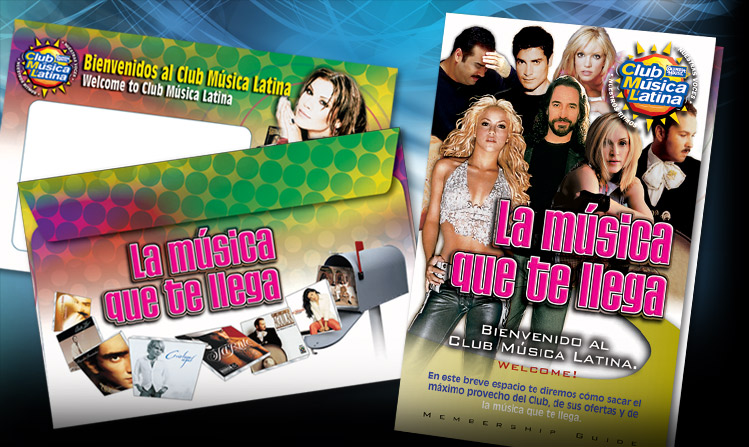 Club
Música
Latina
Bienvenidos al Club Música Latina
Welcome to Club Música Latina
La música
que te llega
Club
Música
Latina
NUESTRAS VOCES
La música
que te llega
BIENVENIDO AL
CLUB MÚSICA LATINA.
WELCOME!
En este breve espacio te diremos cómo sacar el
máximo provecho del Club, de sus ofertas y de
la música que te llega.
MEMBERSHIP GUIDE